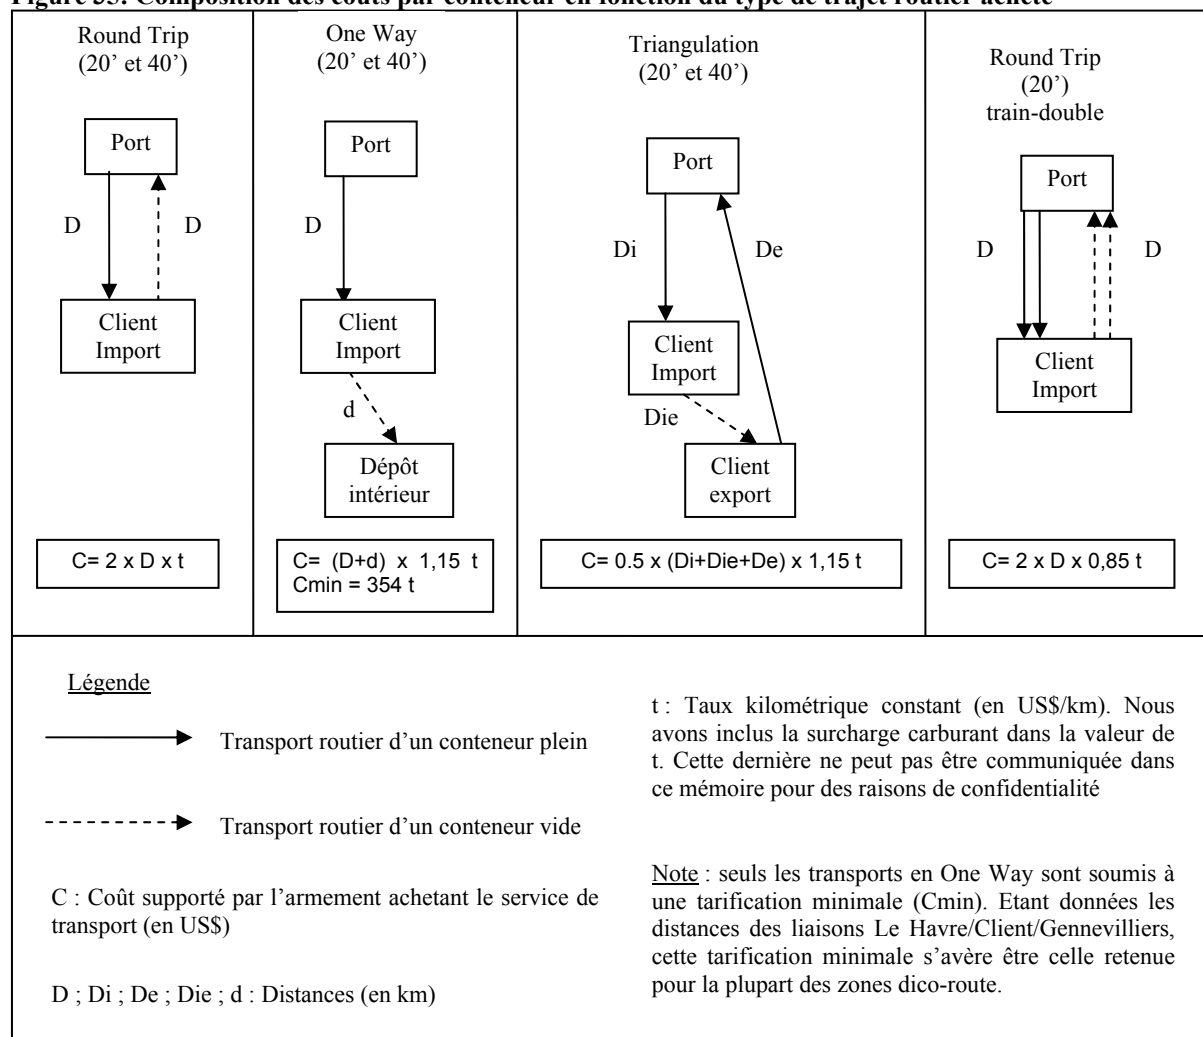 Figure 35: Composition des coûts par conteneur en fonction du type de trajet routier acheté
Round Trip
(20’ et 40’)
Port
D
D
Client
Import
C= 2 x D x t
One Way
(20’ et 40’)
Port
D
Client
Import
d
Dépôt
intérieur
C= (D+d) x 1,15 t
Cmin = 354 t
Triangulation
(20’ et 40’)
Port
Di
De
Client
Import
Die
Client
export
C= 0.5 x (Di+Die+De) x 1,15 t
Round Trip
(20’)
train-double
Port
D
D
Client
Import
C= 2 x D x 0,85 t
Légende
Transport routier d’un conteneur plein
Transport routier d’un conteneur vide
C : Coût supporté par l’armement achetant le service de
transport (en US$)
D ; Di ; De ; Die ; d : Distances (en km)
t : Taux kilométrique constant (en US$/km). Nous
avons inclus la surcharge carburant dans la valeur de
t. Cette dernière ne peut pas être communiquée dans
ce mémoire pour des raisons de confidentialité
Note : seuls les transports en One Way sont soumis à
une tarification minimale (Cmin). Etant données les
distances des liaisons Le Havre/Client/Gennevilliers,
cette tarification minimale s’avère être celle retenue
pour la plupart des zones dico-route.